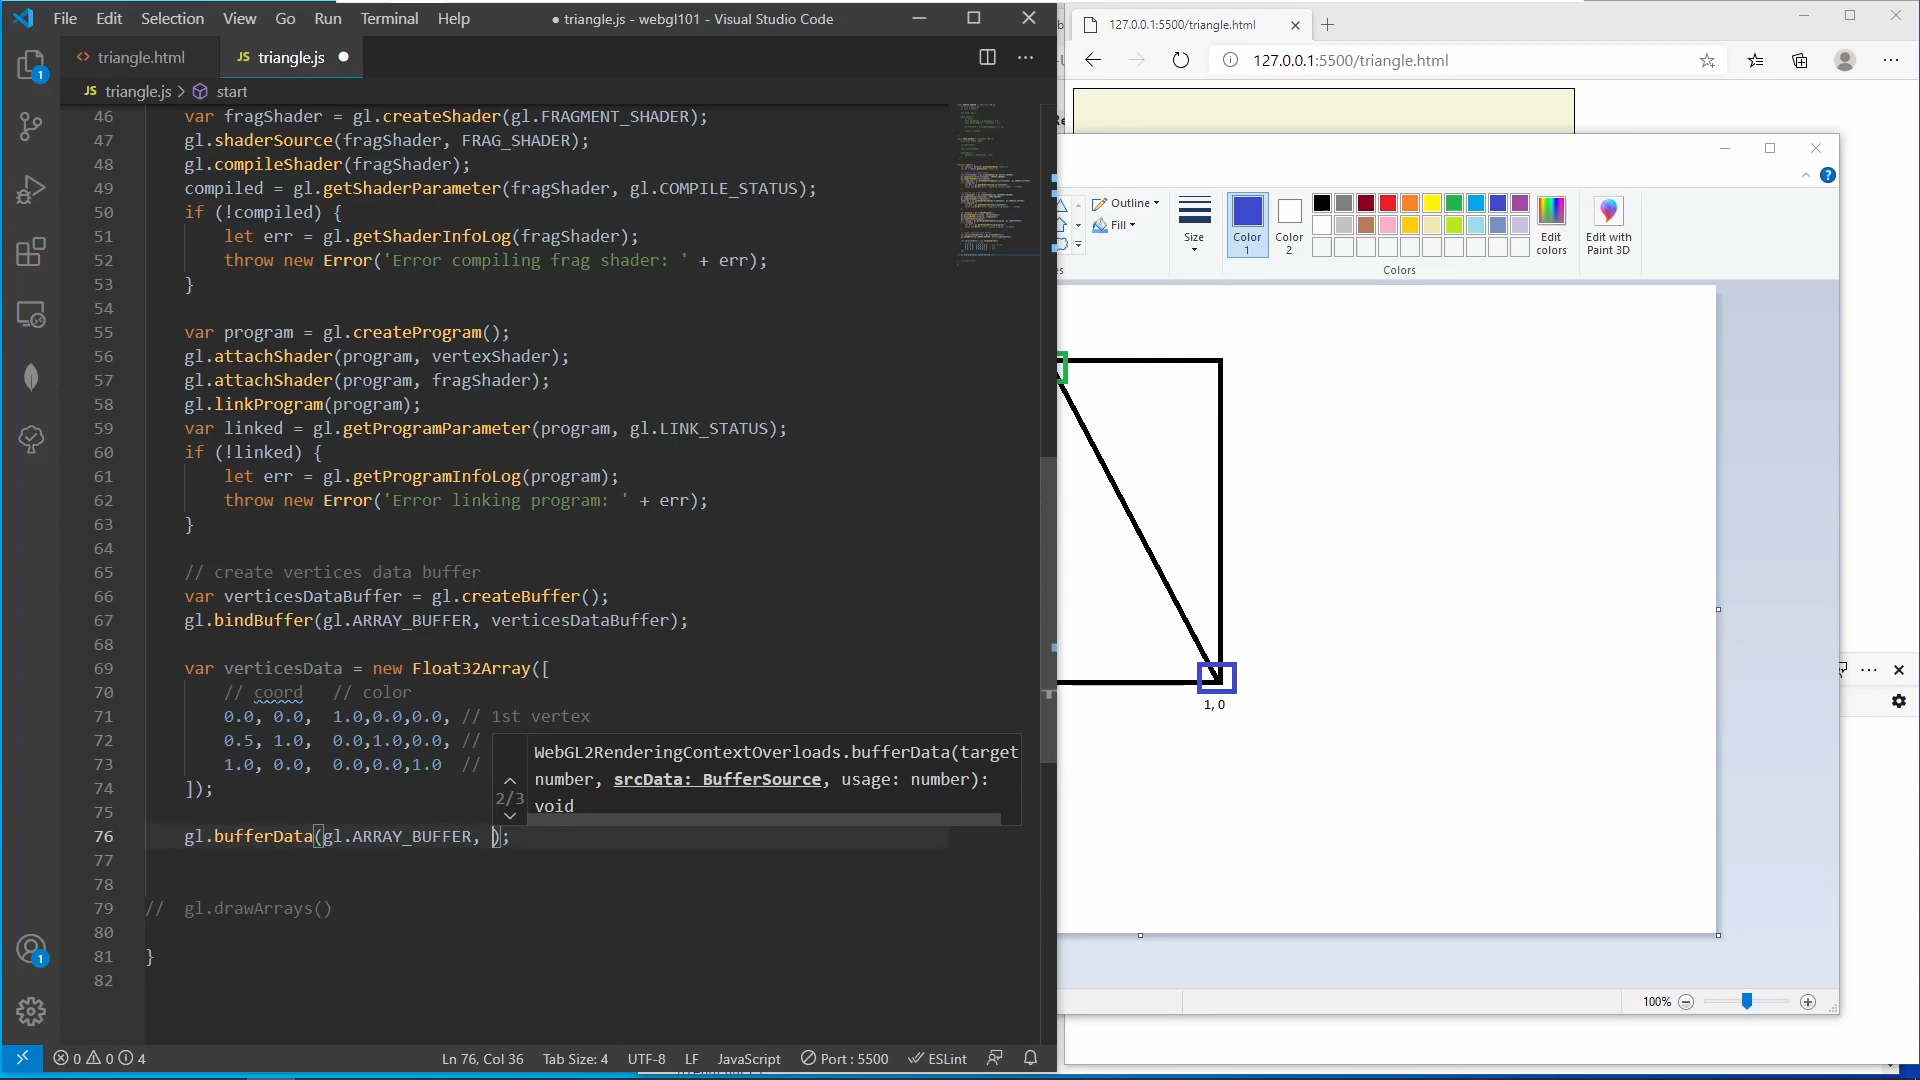 File Edit Selection View Go Run Terminal Help
● triangle.js - webgl101 - Visual Studio Code
<> triangle.html
JS triangle.js ●
JS triangle.js > start
46 var fragShader = gl.createShader(gl.FRAGMENT_SHADER);
47 gl.shaderSource(fragShader, FRAG_SHADER);
48 gl.compileShader(fragShader);
49 compiled = gl.getShaderParameter(fragShader, gl.COMPILE_STATUS);
50 if (!compiled) {
51 let err = gl.getShaderInfoLog(fragShader);
52 throw new Error('Error compiling frag shader: ' + err);
53 }
54
55 var program = gl.createProgram();
56 gl.attachShader(program, vertexShader);
57 gl.attachShader(program, fragShader);
58 gl.linkProgram(program);
59 var linked = gl.getProgramParameter(program, gl.LINK_STATUS);
60 if (!linked) {
61 let err = gl.getProgramInfoLog(program);
62 throw new Error('Error linking program: ' + err);
63 }
64
65 // create vertices data buffer
66 var verticesDataBuffer = gl.createBuffer();
67 gl.bindBuffer(gl.ARRAY_BUFFER, verticesDataBuffer);
68
69 var verticesData = new Float32Array([
70 // coord // color
71 0.0, 0.0, 1.0,0.0,0.0, // 1st vertex
72 0.5, 1.0, 0.0,1.0,0.0, //
73 1.0, 0.0, 0.0,0.0,1.0 //
74 ]);
75
76 gl.bufferData(gl.ARRAY_BUFFER, );
77
78
79 // gl.drawArrays()
80
81 }
82
2/3
WebGL2RenderingContextOverloads.bufferData(target
number, srcData: BufferSource, usage: number):
void
1
1
0 0 4
Ln 76, Col 36
Tab Size: 4
UTF-8
LF
JavaScript
Port : 5500
ESLint
127.0.0.1:5500/triangle.html
127.0.0.1:5500/triangle.html
Outline
Fill
Size
Color
1
Color
2
Edit
colors
Edit with
Paint 3D
Colors
1, 0
100%